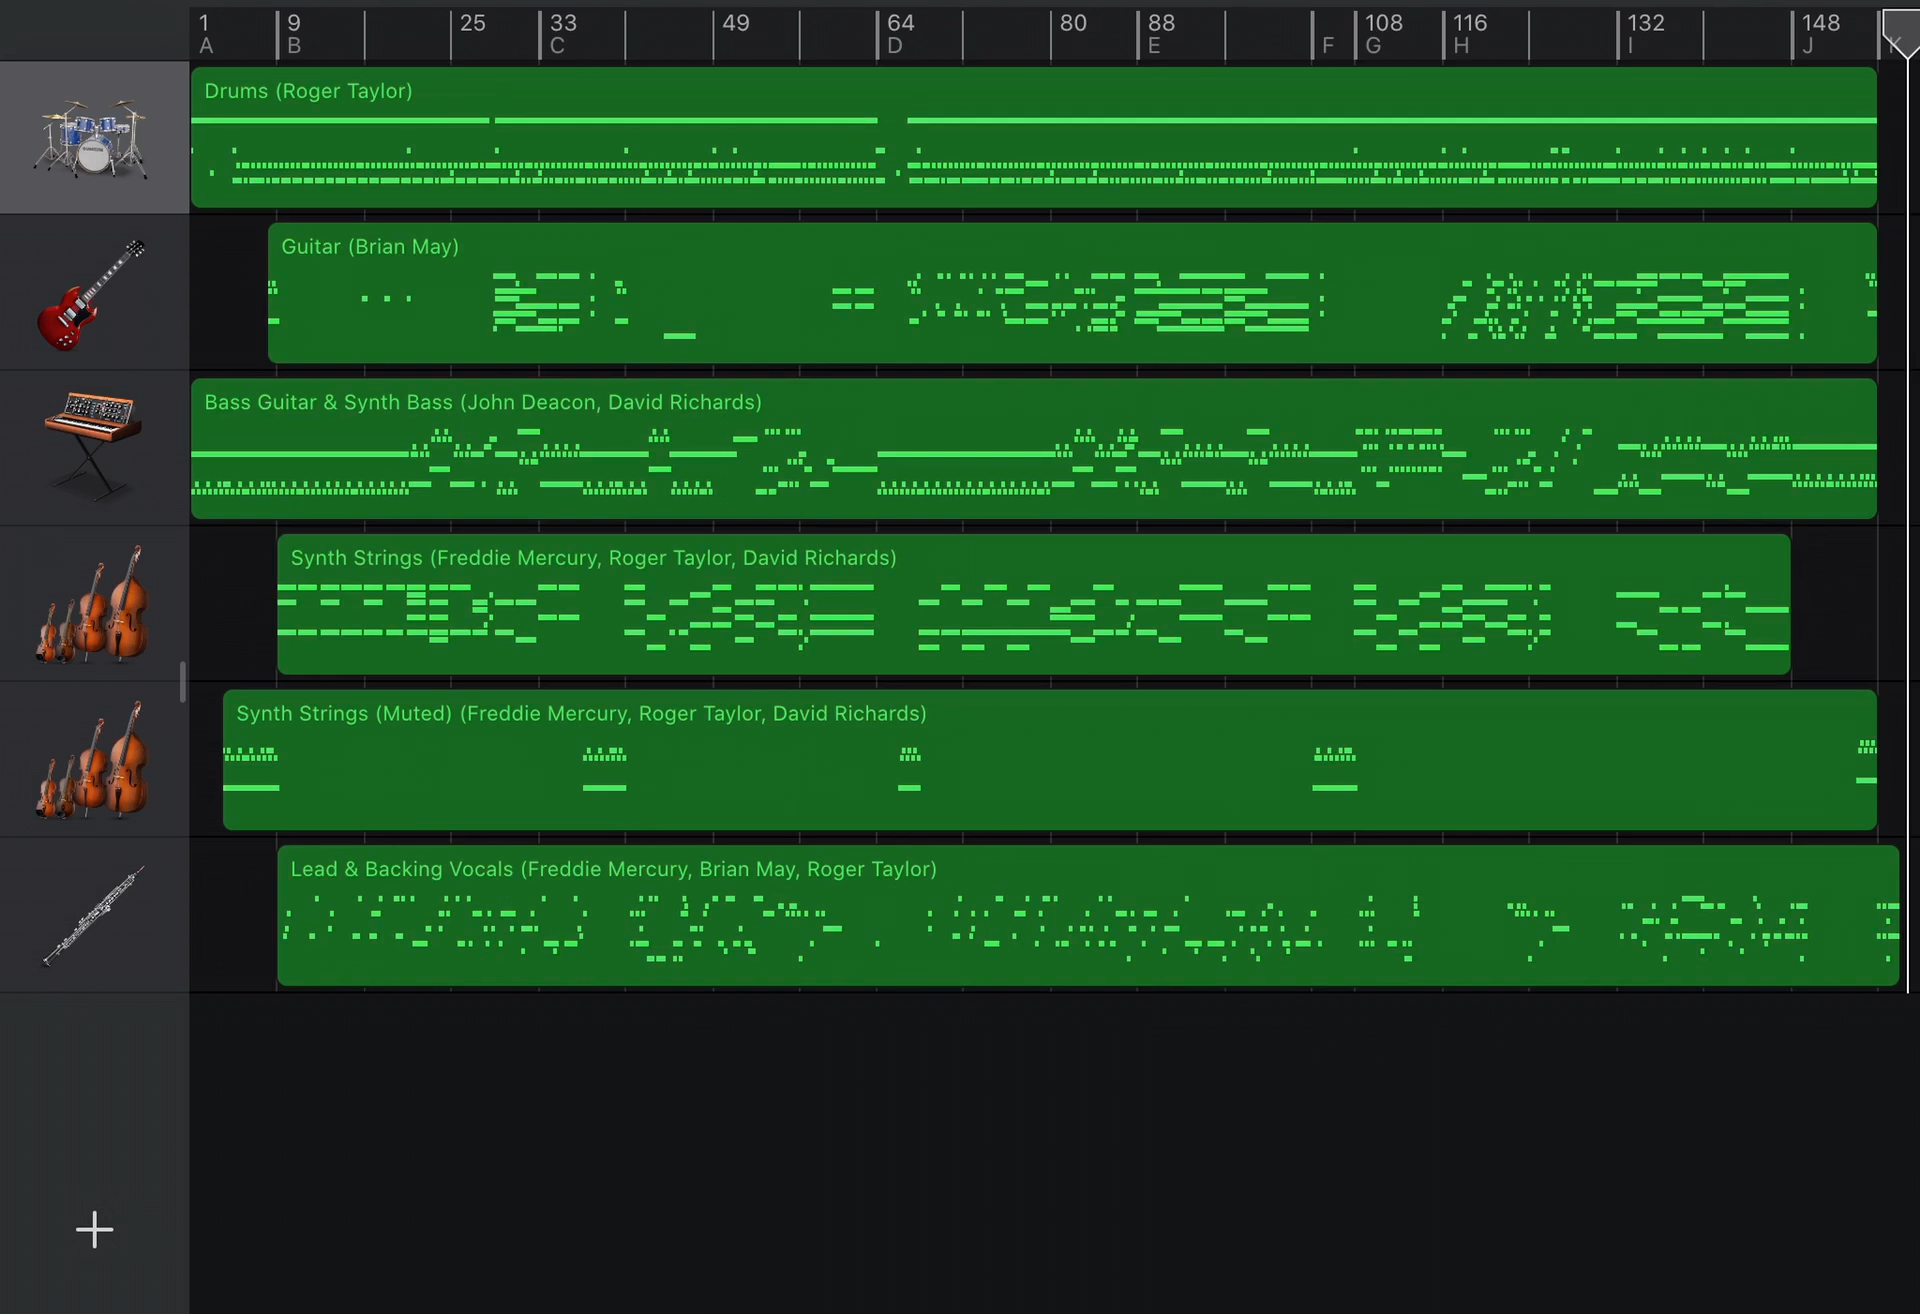 1 9 25 33 49 64 80 88 108 116 132 148
A B C D E F G H I J K
Drums (Roger Taylor)
Guitar (Brian May)
Bass Guitar & Synth Bass (John Deacon, David Richards)
Synth Strings (Freddie Mercury, Roger Taylor, David Richards)
Synth Strings (Muted) (Freddie Mercury, Roger Taylor, David Richards)
Lead & Backing Vocals (Freddie Mercury, Brian May, Roger Taylor)